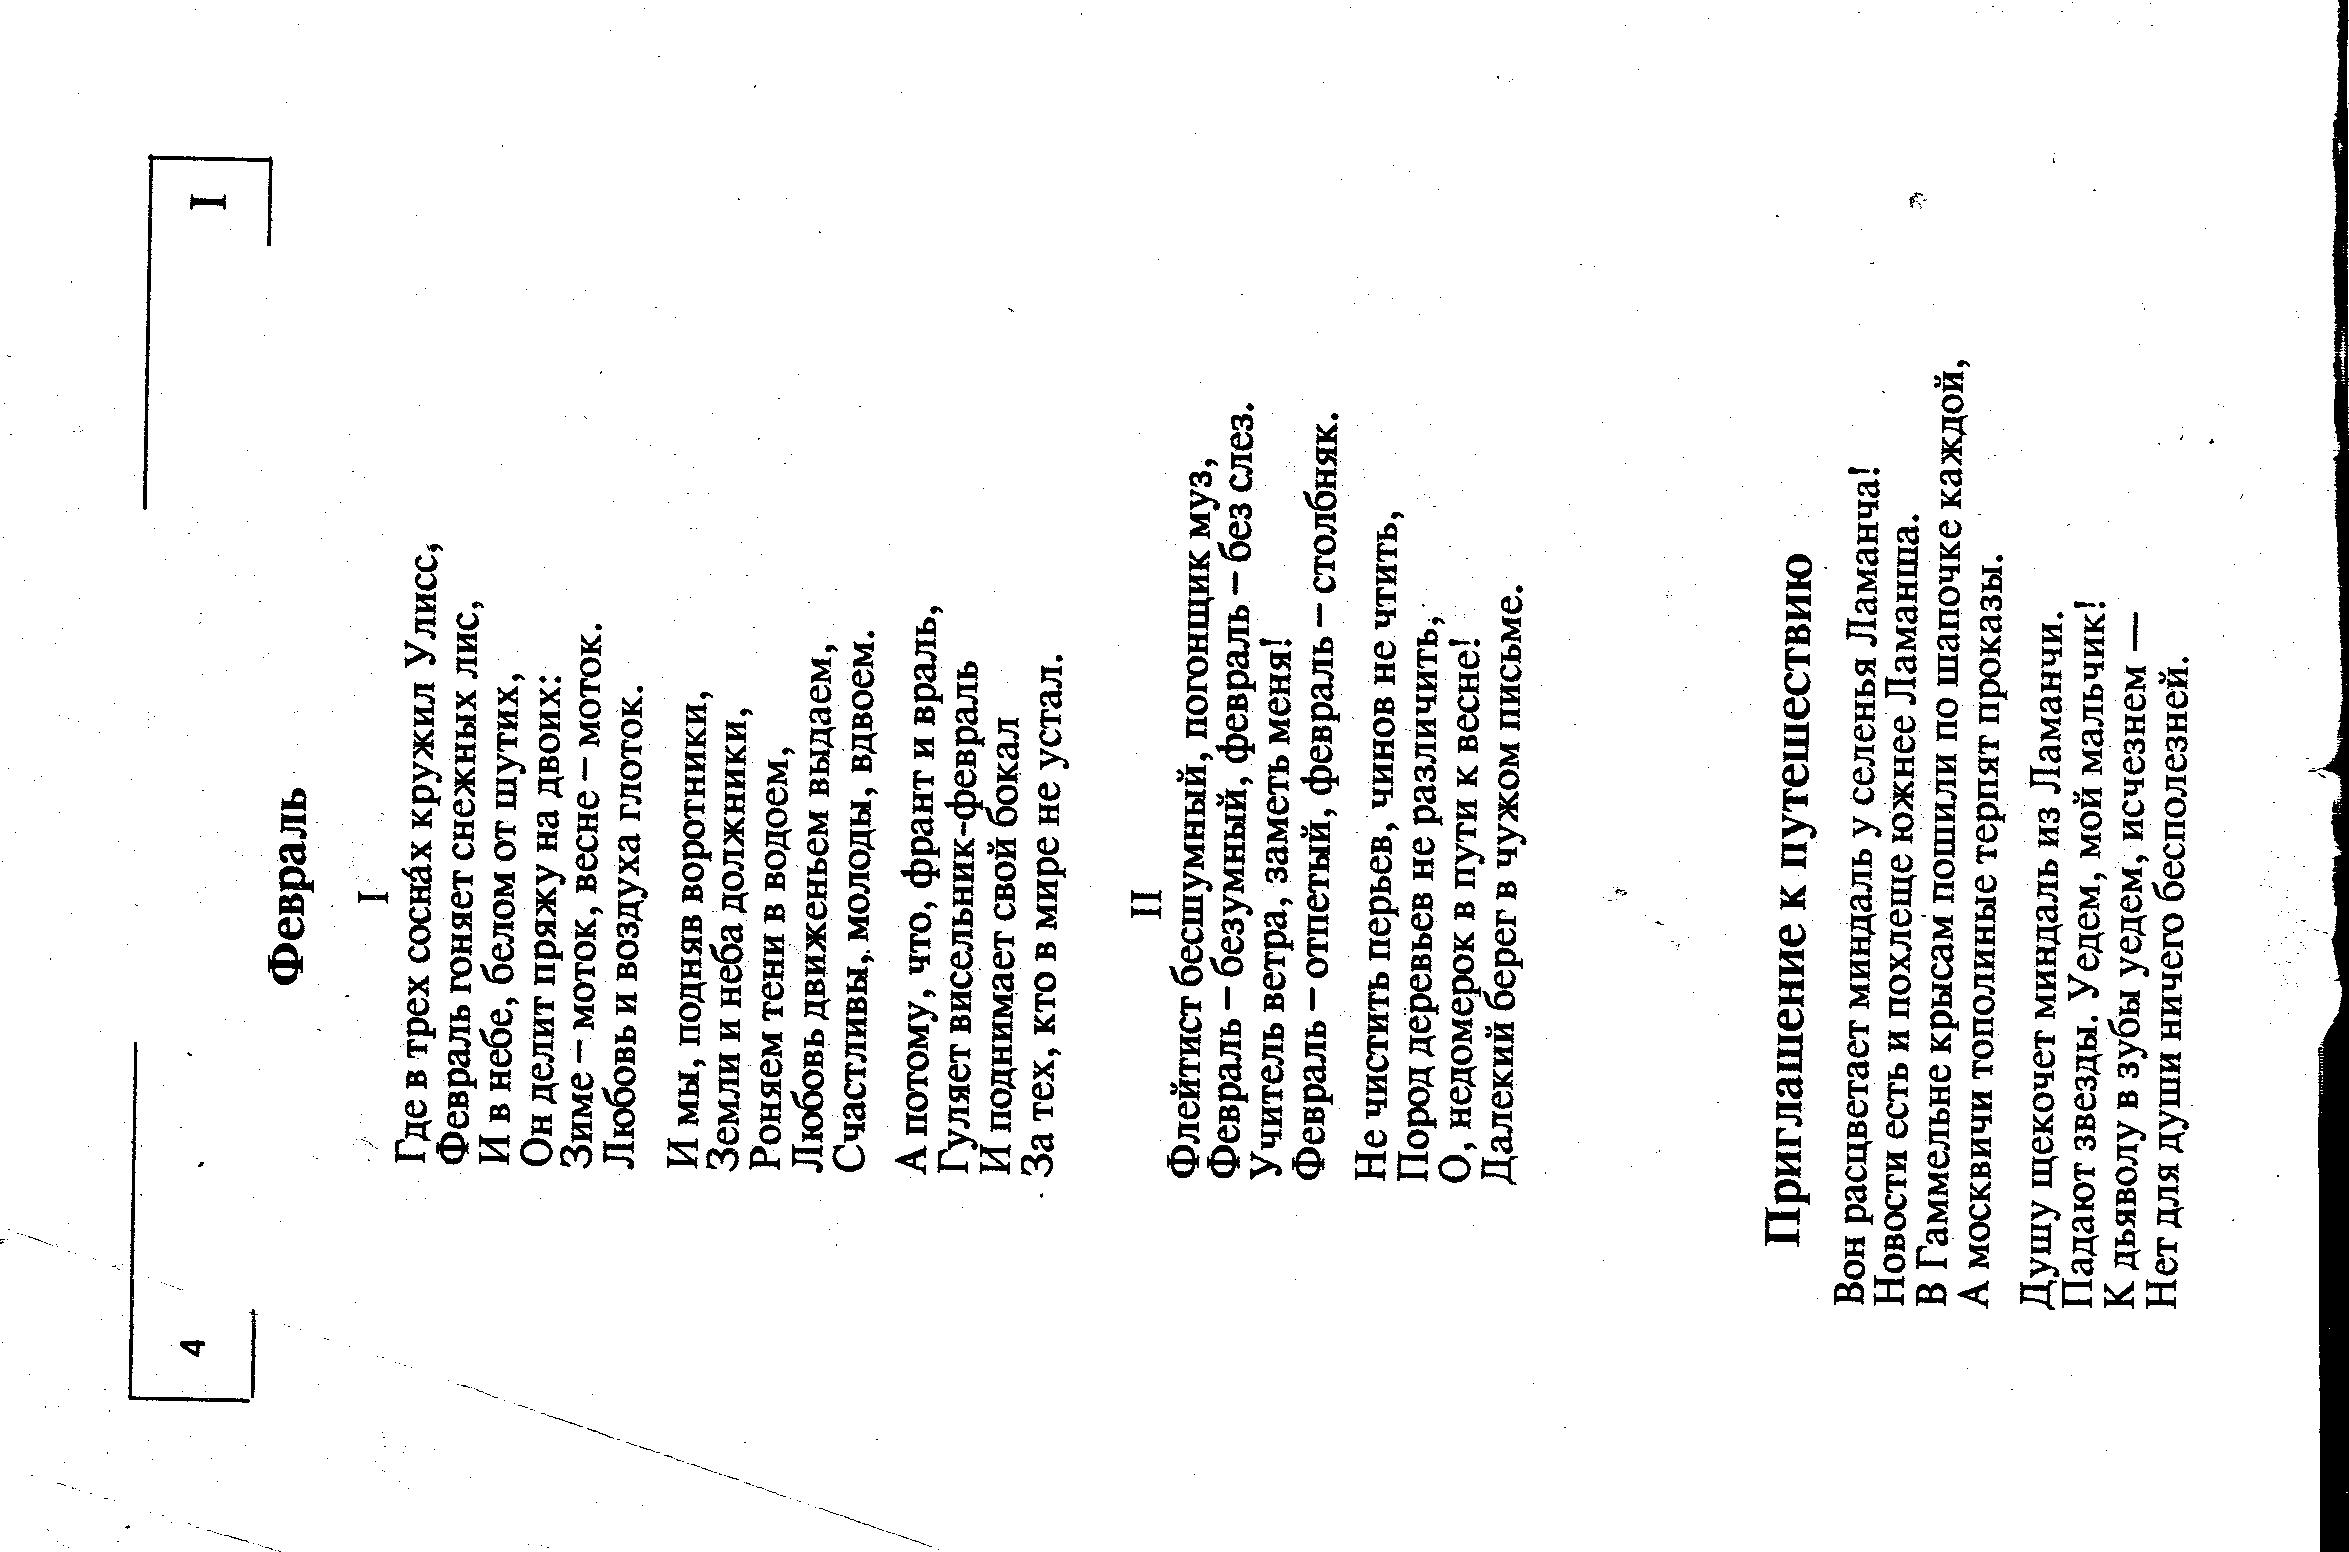 4
I
Февраль
I
Где в трех сосна́х кружил Улисс,
Февраль гоняет снежных лис,
И в небе, белом от шутих,
Он делит пряжу на двоих:
Зиме – моток, весне – моток.
Любовь и воздуха глоток.
И мы, подняв воротники,
Земли и неба должники,
Роняем тени в водоем,
Любовь движеньем выдаем,
Счастливы, молоды, вдвоем.
А потому, что, франт и враль,
Гуляет висельник-февраль
И поднимает свой бокал
За тех, кто в мире не устал.
II
Флейтист бесшумный, погонщик муз,
Февраль – безумный, февраль – без слез.
Учитель ветра, заметь меня!
Февраль – отпетый, февраль – столбняк.
Не чистить перьев, чинов не чтить,
Пород деревьев не различить,
О, недомерок в пути к весне!
Далекий берег в чужом письме.
Приглашение к путешествию
Вон расцветает миндаль у селенья Ламанча!
Новости есть и похлеще южнее Ламанша.
В Гаммельне крысам пошили по шапочке каждой,
А москвичи тополиные терпят проказы.
Душу щекочет миндаль из Ламанчи.
Падают звезды. Уедем, мой мальчик!
К дьяволу в зубы уедем, исчезнем —
Нет для души ничего бесполезней.